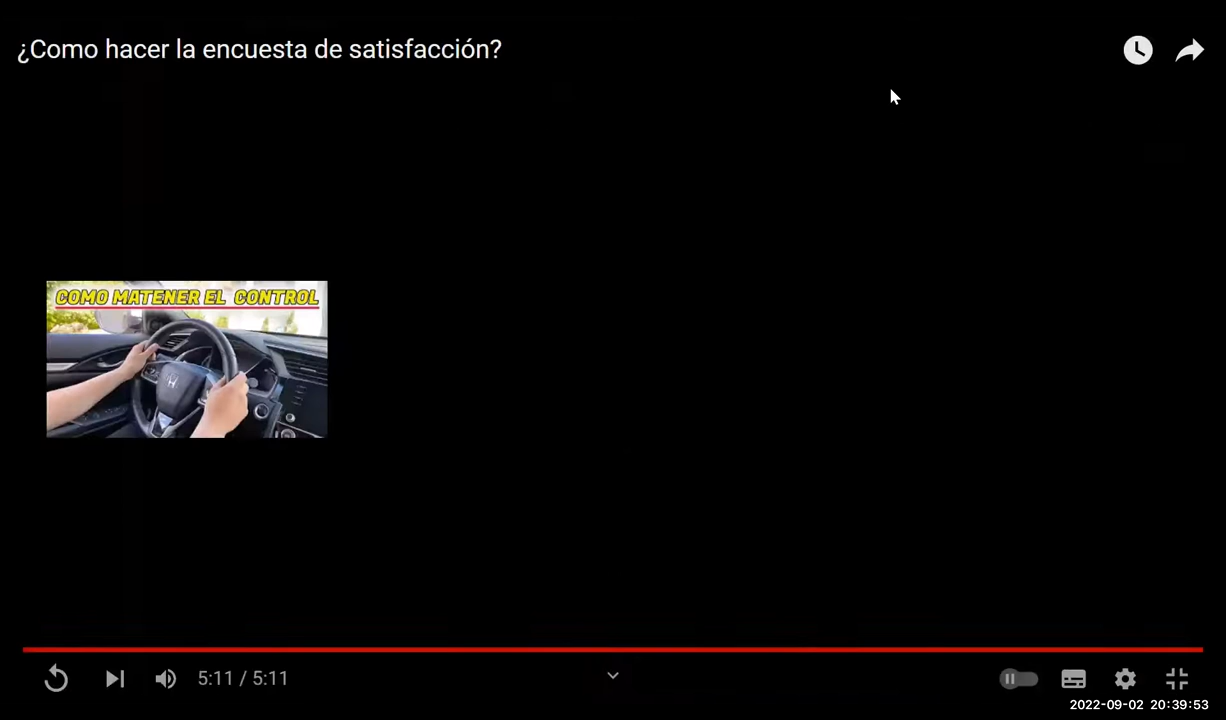 ¿Como hacer la encuesta de satisfacción?
COMO MATENER EL CONTROL
5:11 / 5:11
2022-09-02 20:39:53